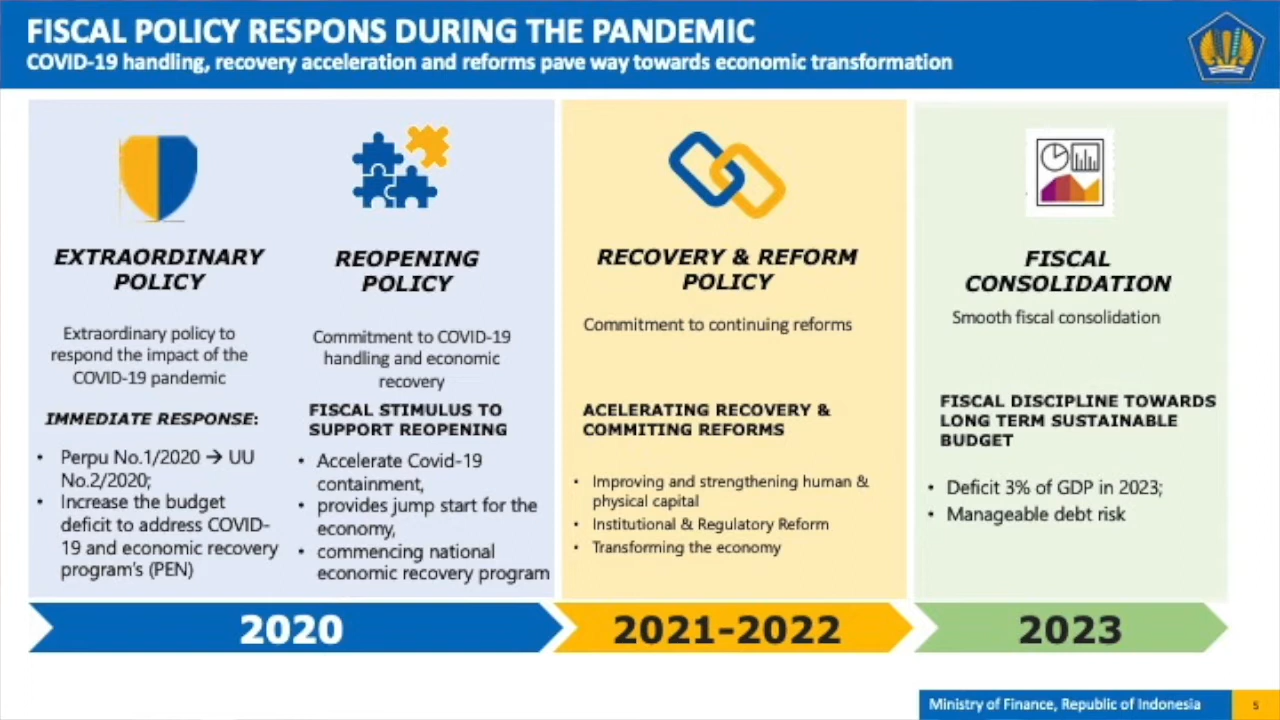 FISCAL POLICY RESPONS DURING THE PANDEMIC
COVID-19 handling, recovery acceleration and reforms pave way towards economic transformation
EXTRAORDINARY
POLICY
Extraordinary policy to
respond the impact of the
COVID-19 pandemic
IMMEDIATE RESPONSE:
• Perpu No.1/2020 → UU
No.2/2020;
• Increase the budget
deficit to address COVID-
19 and economic recovery
program's (PEN)
REOPENING
POLICY
Commitment to COVID-19
handling and economic
recovery
FISCAL STIMULUS TO
SUPPORT REOPENING
• Accelerate Covid-19
containment,
• provides jump start for the
economy,
• commencing national
economic recovery program
2020
RECOVERY & REFORM
POLICY
Commitment to continuing reforms
ACELERATING RECOVERY &
COMMITING REFORMS
• Improving and strengthening human &
physical capital
• Institutional & Regulatory Reform
• Transforming the economy
2021-2022
FISCAL
CONSOLIDATION
Smooth fiscal consolidation
FISCAL DISCIPLINE TOWARDS
LONG TERM SUSTAINABLE
BUDGET
• Deficit 3% of GDP in 2023;
• Manageable debt risk
2023
Ministry of Finance, Republic of Indonesia
5